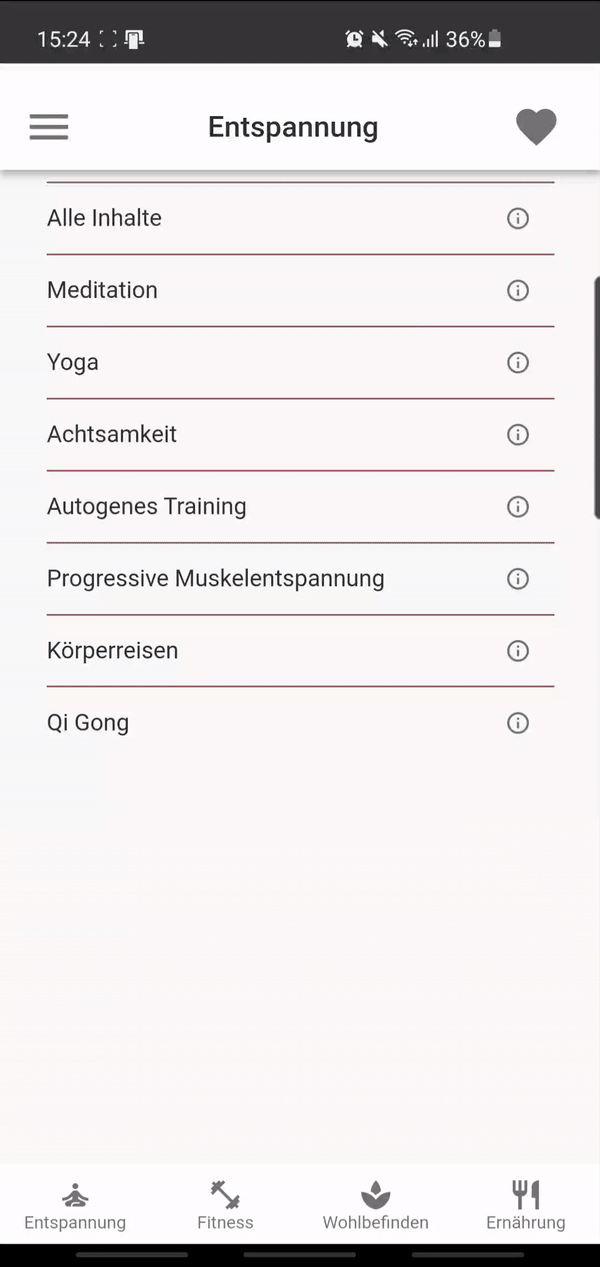 15:24 36%
Entspannung
Alle Inhalte
Meditation
Yoga
Achtsamkeit
Autogenes Training
Progressive Muskelentspannung
Körperreisen
Qi Gong
Entspannung Fitness Wohlbefinden Ernährung